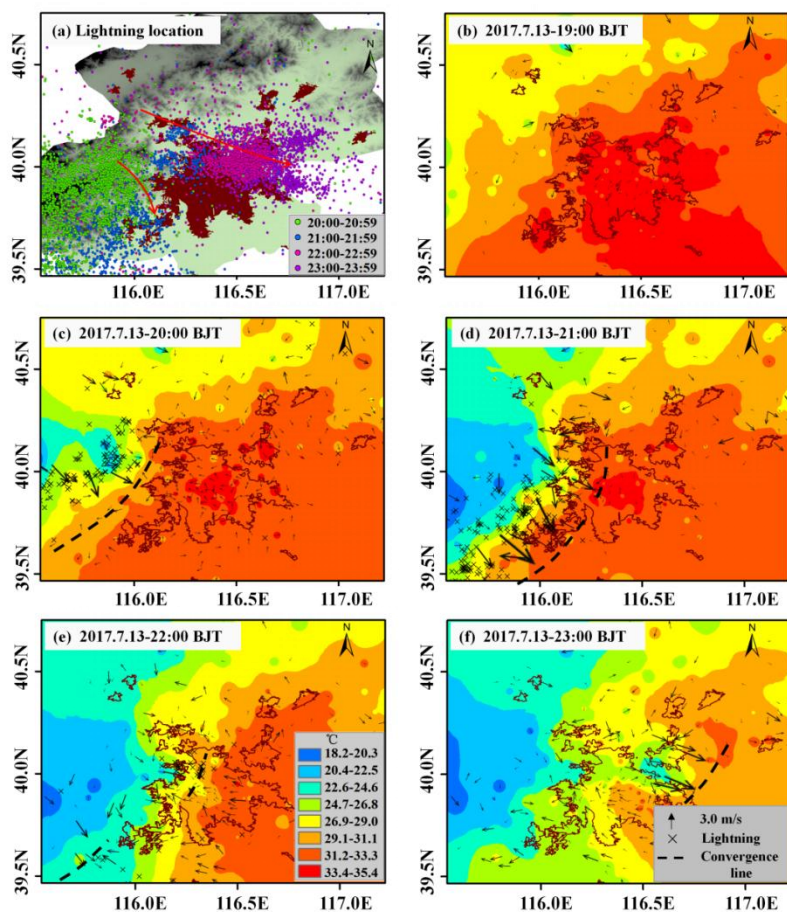 (a) Lightning location
N
40.5N
40.0N
39.5N
20:00-20:59
21:00-21:59
22:00-22:59
23:00-23:59
116.0E 116.5E 117.0E
(b) 2017.7.13-19:00 BJT
N
40.5N
40.0N
39.5N
116.0E 116.5E 117.0E
(c) 2017.7.13-20:00 BJT
N
40.5N
40.0N
39.5N
116.0E 116.5E 117.0E
(d) 2017.7.13-21:00 BJT
N
40.5N
40.0N
39.5N
116.0E 116.5E 117.0E
(e) 2017.7.13-22:00 BJT
N
40.5N
40.0N
39.5N
℃
18.2-20.3
20.4-22.5
22.6-24.6
24.7-26.8
26.9-29.0
29.1-31.1
31.2-33.3
33.4-35.4
116.0E 116.5E 117.0E
(f) 2017.7.13-23:00 BJT
N
40.5N
40.0N
39.5N
3.0 m/s
Lightning
Convergence
line
116.0E 116.5E 117.0E